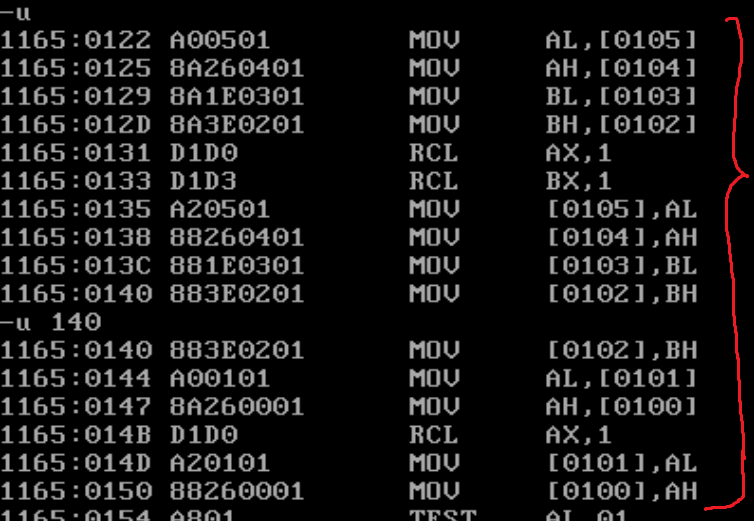 -u
1165:0122 A00501 MOV AL,[0105]
1165:0125 8A260401 MOV AH,[0104]
1165:0129 8A1E0301 MOV BL,[0103]
1165:012D 8A3E0201 MOV BH,[0102]
1165:0131 D1D0 RCL AX,1
1165:0133 D1D3 RCL BX,1
1165:0135 A20501 MOV [0105],AL
1165:0138 88260401 MOV [0104],AH
1165:013C 881E0301 MOV [0103],BL
1165:0140 883E0201 MOV [0102],BH
-u 140
1165:0140 883E0201 MOV [0102],BH
1165:0144 A00101 MOV AL,[0101]
1165:0147 8A260001 MOV AH,[0100]
1165:014B D1D0 RCL AX,1
1165:014D A20101 MOV [0101],AL
1165:0150 88260001 MOV [0100],AH
1165:0154 A801 TEST AL,01